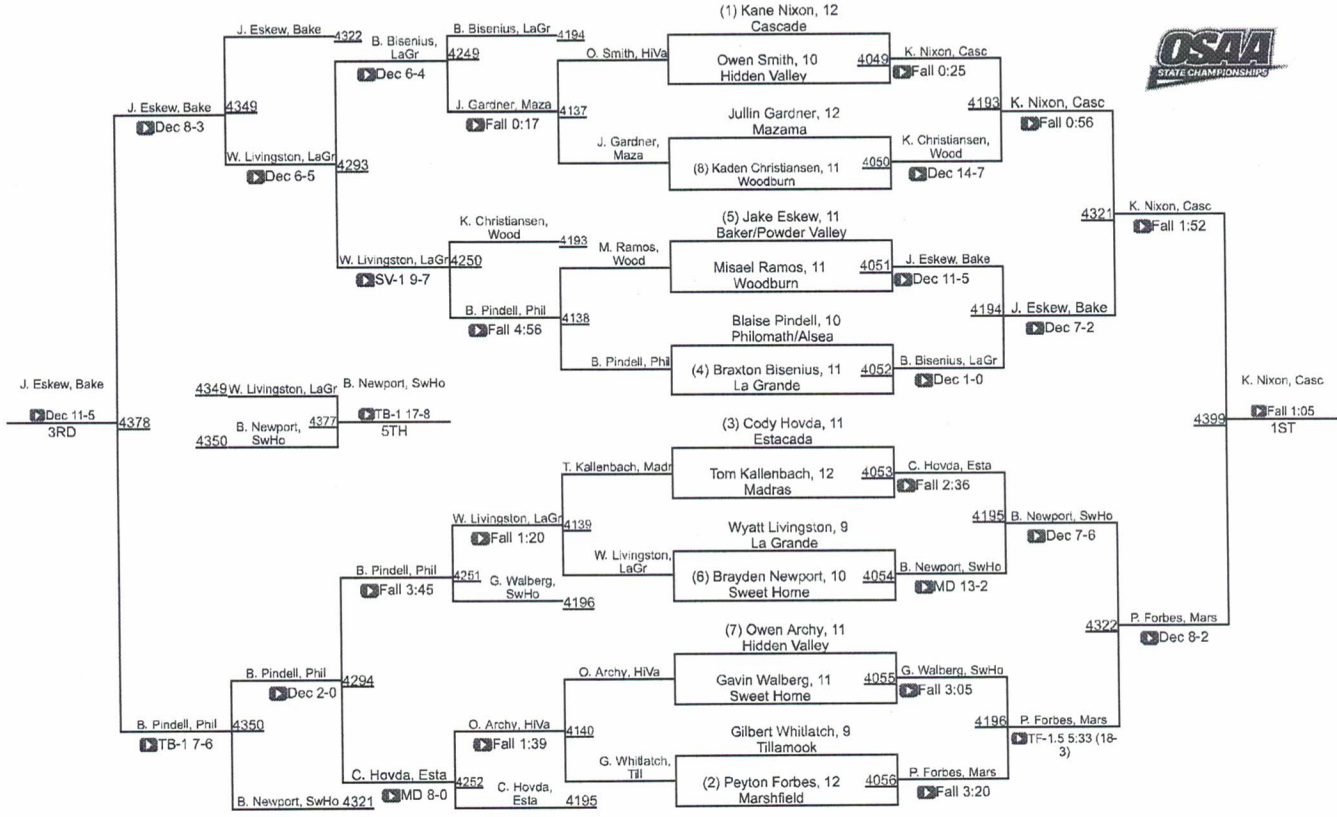 (1) Kane Nixon, 12
Cascade
J. Eskew, Bake
4322
B. Bisenius,
LaGr
B. Bisenius, LaGr
4194
4249
Dec 6-4
O. Smith, HiVa
Owen Smith, 10
Hidden Valley
4049
K. Nixon, Casc
Fall 0:25
OSAA
STATE CHAMPIONSHIPS
J. Eskew, Bake
4349
Dec 8-3
J. Gardner, Maza
4137
Fall 0:17
Jullin Gardner, 12
Mazama
4193
K. Nixon, Casc
Fall 0:56
W. Livingston, LaGr
4293
Dec 6-5
J. Gardner,
Maza
(8) Kaden Christiansen, 11
Woodburn
4050
K. Christiansen,
Wood
Dec 14-7
K. Christiansen,
Wood
4193
(5) Jake Eskew, 11
Baker/Powder Valley
4321
K. Nixon, Casc
Fall 1:52
W. Livingston, LaGr
4250
SV-1 9-7
M. Ramos,
Wood
Misael Ramos, 11
Woodburn
4051
J. Eskew, Bake
Dec 11-5
B. Pindell, Phil
4138
Fall 4:56
Blaise Pindell, 10
Philomath/Alsea
4194
J. Eskew, Bake
Dec 7-2
B. Pindell, Phil
(4) Braxton Bisenius, 11
La Grande
4052
B. Bisenius, LaGr
Dec 1-0
J. Eskew, Bake
Dec 11-5
3RD
4378
4349
W. Livingston, LaGr
B. Newport, SwHo
4350
B. Newport,
SwHo
4377
TB-1 17-8
5TH
K. Nixon, Casc
4399
Fall 1:05
1ST
(3) Cody Hovda, 11
Estacada
T. Kallenbach, Madr
Tom Kallenbach, 12
Madras
4053
C. Hovda, Esta
Fall 2:36
W. Livingston, LaGr
4139
Fall 1:20
Wyatt Livingston, 9
La Grande
4195
B. Newport, SwHo
Dec 7-6
B. Pindell, Phil
4251
Fall 3:45
W. Livingston,
LaGr
(6) Brayden Newport, 10
Sweet Home
4054
B. Newport, SwHo
MD 13-2
G. Walberg,
SwHo
4196
(7) Owen Archy, 11
Hidden Valley
4322
P. Forbes, Mars
Dec 8-2
B. Pindell, Phil
4294
Dec 2-0
O. Archy, HiVa
Gavin Walberg, 11
Sweet Home
4055
G. Walberg, SwHo
Fall 3:05
B. Pindell, Phil
4350
TB-1 7-6
O. Archy, HiVa
4140
Fall 1:39
Gilbert Whitlatch, 9
Tillamook
4196
P. Forbes, Mars
TF-1.5 5:33 (18-
3)
C. Hovda, Esta
4252
MD 8-0
G. Whitlatch,
Till
(2) Peyton Forbes, 12
Marshfield
4056
P. Forbes, Mars
Fall 3:20
B. Newport, SwHo
4321
C. Hovda,
Esta
4195